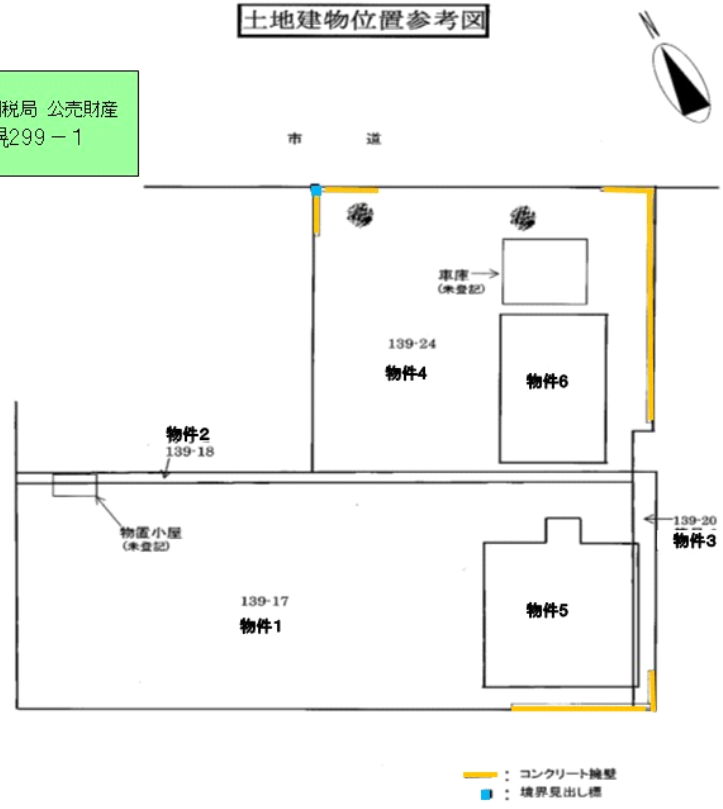 土地建物位置参考図
N
税局 公売財産
299－1
市 道
車庫
(未登記)
139-24
物件4
物件6
物件2
139-18
物置小屋
(未登記)
139-20
物件3
139-17
物件1
物件5
： コンクリート擁壁
： 境界見出し標